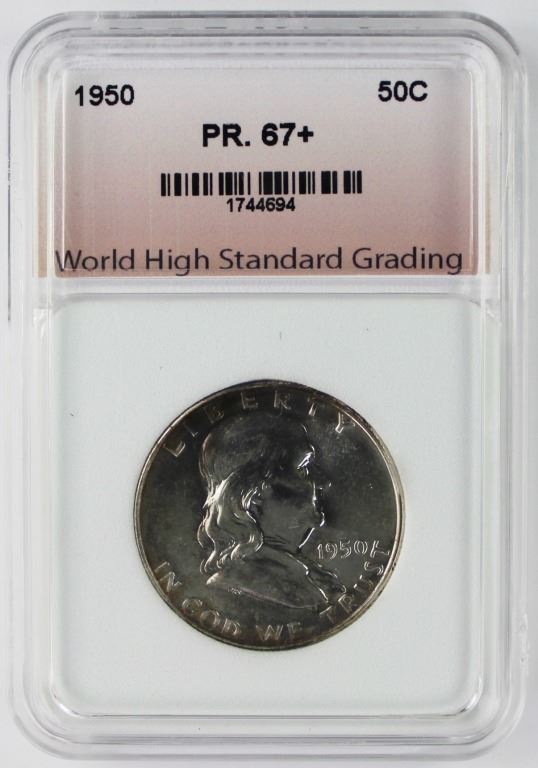 1950 50C
PR. 67+
1744694
World High Standard Grading
LIBERTY
1950
IN GOD WE TRUST